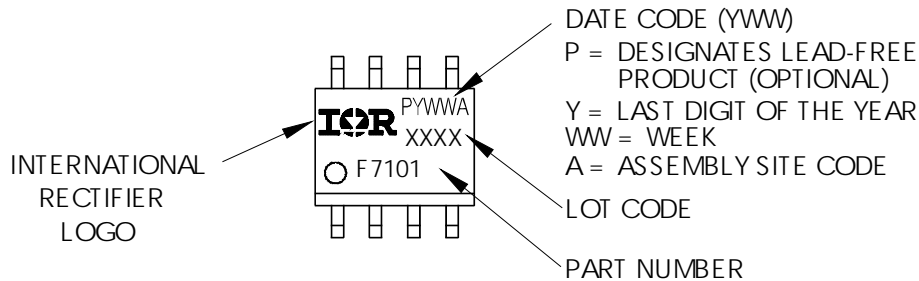 DATE CODE (YWW)
P = DESIGNATES LEAD-FREE
PRODUCT (OPTIONAL)
Y = LAST DIGIT OF THE YEAR
WW = WEEK
A = ASSEMBLY SITE CODE
LOT CODE
PART NUMBER
INTERNATIONAL
RECTIFIER
LOGO
IOR
PYWWA
XXXX
F7101